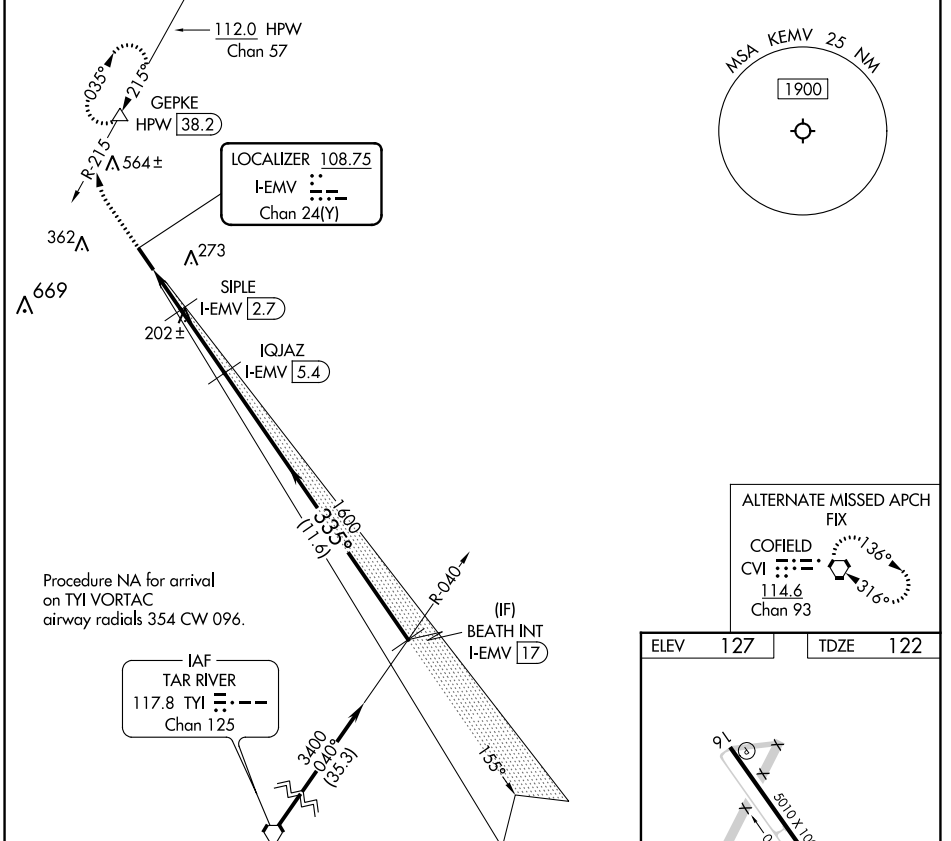 112.0 HPW
Chan 57
035°
215°
GEPKE
HPW 38.2
R-215
564±
LOCALIZER 108.75
I-EMV
Chan 24(Y)
362
273
669
SIPLE
I-EMV 2.7
202±
IQJAZ
I-EMV 5.4
1600
335°
(11.6)
R-040
(IF)
BEATH INT
I-EMV 17
Procedure NA for arrival
on TYI VORTAC
airway radials 354 CW 096.
IAF
TAR RIVER
117.8 TYI
Chan 125
3400
040°
(35.3)
155°
MSA KEMV 25 NM
1900
ALTERNATE MISSED APCH
FIX
COFIELD
CVI
114.6
Chan 93
136°
316°
ELEV 127
TDZE 122
16
P
5010 X 10